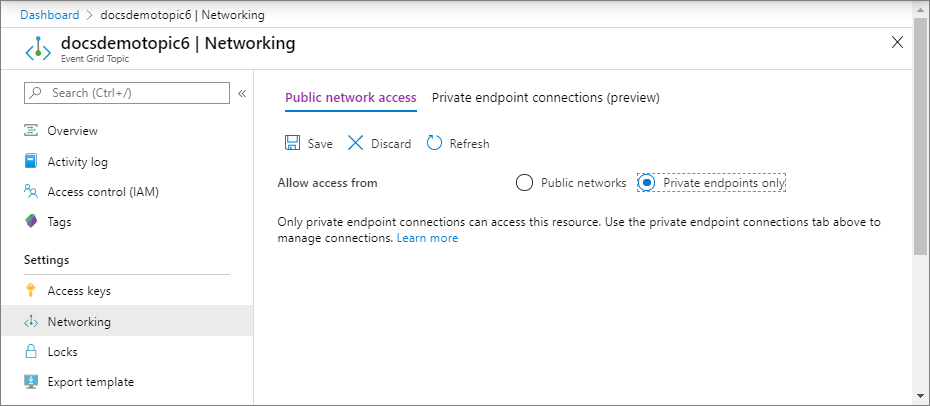 Dashboard > docsdemotopic6 | Networking
docsdemotopic6 | Networking
Event Grid Topic
Search (Ctrl+/)
«
Overview
Activity log
Access control (IAM)
Tags
Settings
Access keys
Networking
Locks
Export template
Public network access Private endpoint connections (preview)
Save Discard Refresh
Allow access from Public networks Private endpoints only
Only private endpoint connections can access this resource. Use the private endpoint connections tab above to
manage connections. Learn more